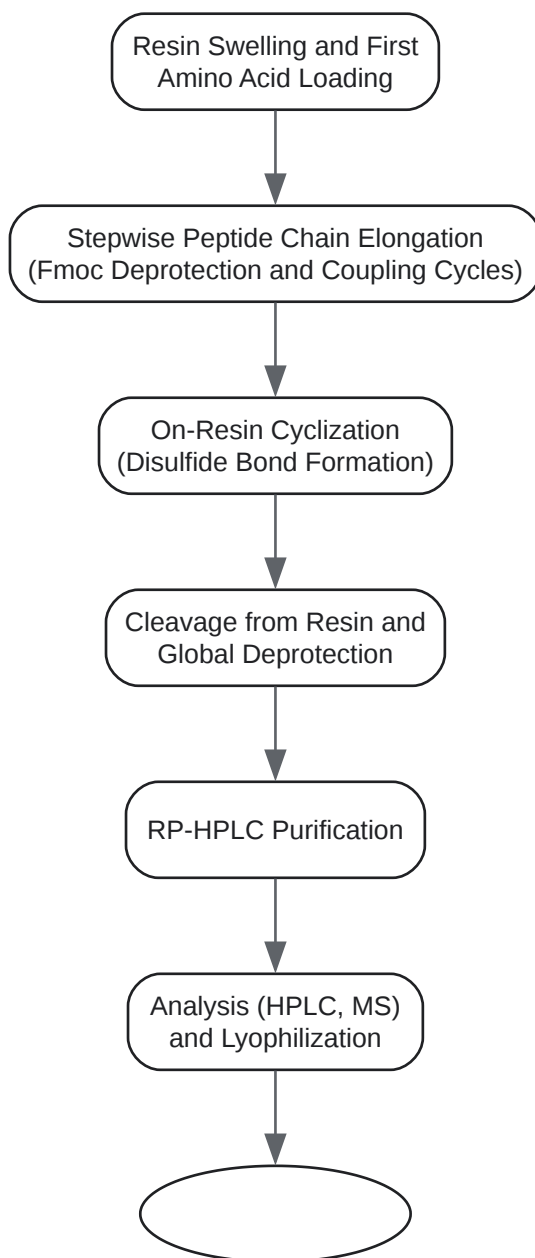 Resin Swelling and First
Amino Acid Loading
Stepwise Peptide Chain Elongation
(Fmoc Deprotection and Coupling Cycles)
On-Resin Cyclization
(Disulfide Bond Formation)
Cleavage from Resin and
Global Deprotection
RP-HPLC Purification
Analysis (HPLC, MS)
and Lyophilization